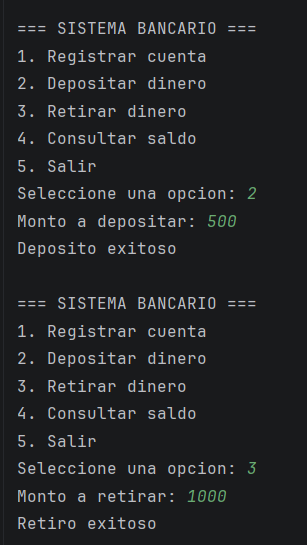 === SISTEMA BANCARIO ===
1. Registrar cuenta
2. Depositar dinero
3. Retirar dinero
4. Consultar saldo
5. Salir
Seleccione una opcion: 2
Monto a depositar: 500
Deposito exitoso

=== SISTEMA BANCARIO ===
1. Registrar cuenta
2. Depositar dinero
3. Retirar dinero
4. Consultar saldo
5. Salir
Seleccione una opcion: 3
Monto a retirar: 1000
Retiro exitoso